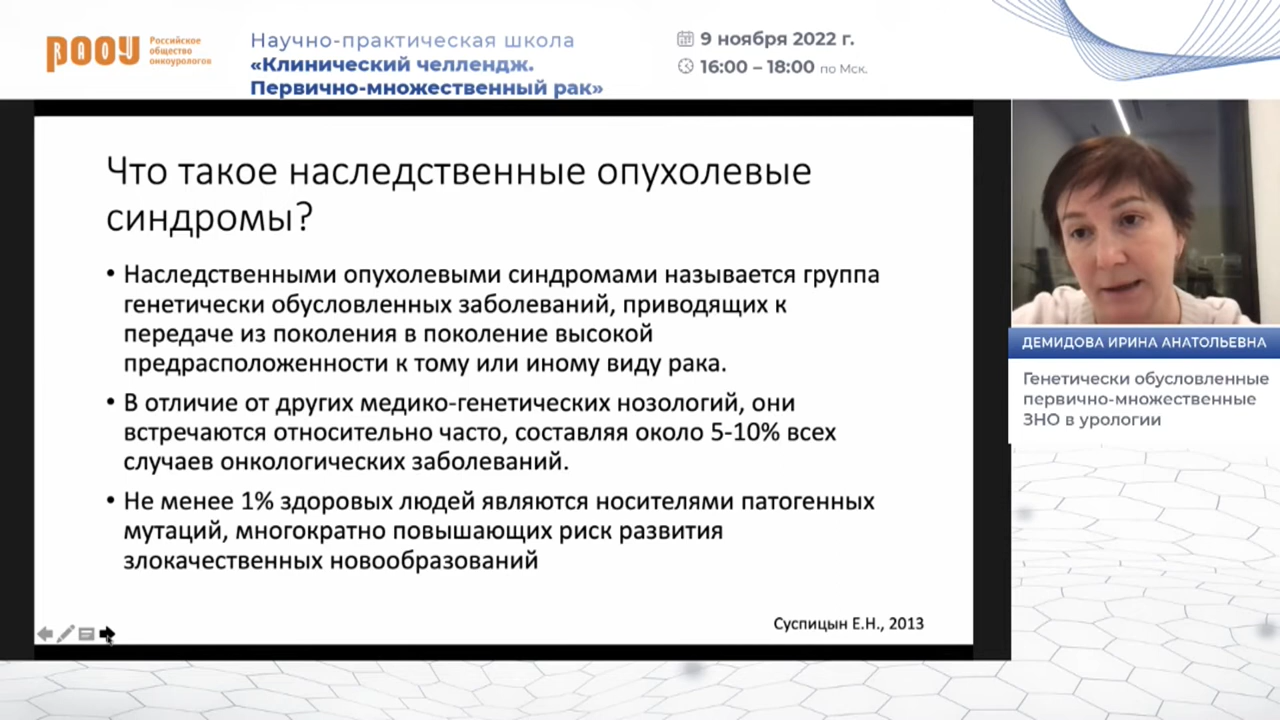 РАОУ
Российское
общество
онкоурологов
Научно-практическая школа
«Клинический челлендж.
Первично-множественный рак»
9 ноября 2022 г.
16:00 – 18:00 по Мск.
Что такое наследственные опухолевые
синдромы?
• Наследственными опухолевыми синдромами называется группа
генетически обусловленных заболеваний, приводящих к
передаче из поколения в поколение высокой
предрасположенности к тому или иному виду рака.
• В отличие от других медико-генетических нозологий, они
встречаются относительно часто, составляя около 5-10% всех
случаев онкологических заболеваний.
• Не менее 1% здоровых людей являются носителями патогенных
мутаций, многократно повышающих риск развития
злокачественных новообразований
Суспицын Е.Н., 2013
ДЕМИДОВА ИРИНА АНАТОЛЬЕВНА
Генетически обусловленные
первично-множественные
ЗНО в урологии